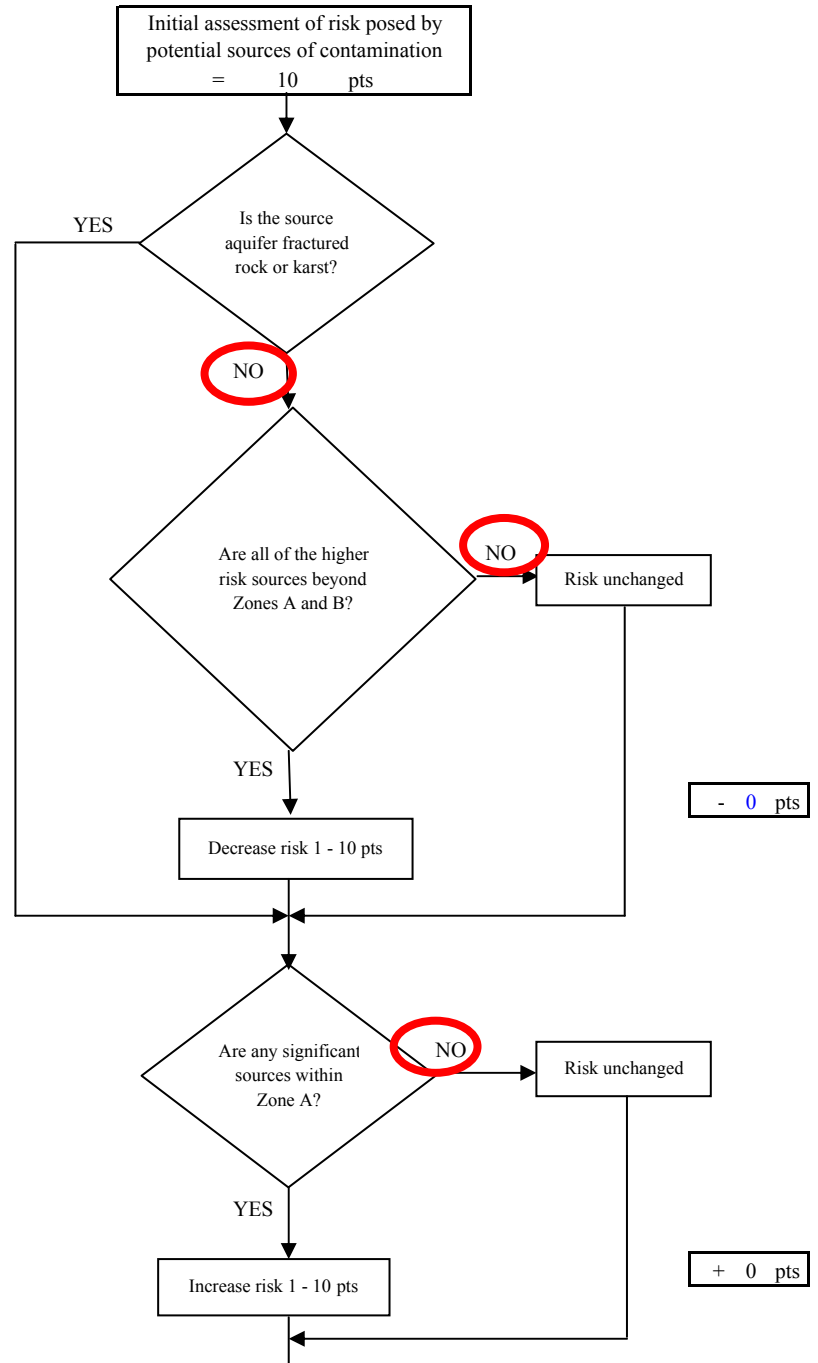 Initial assessment of risk posed by
potential sources of contamination
= 10 pts
YES
Is the source
aquifer fractured
rock or karst?
NO
Are all of the higher
risk sources beyond
Zones A and B?
NO
Risk unchanged
YES
- 0 pts
Decrease risk 1 - 10 pts
Are any significant
sources within
Zone A?
NO
Risk unchanged
YES
+ 0 pts
Increase risk 1 - 10 pts